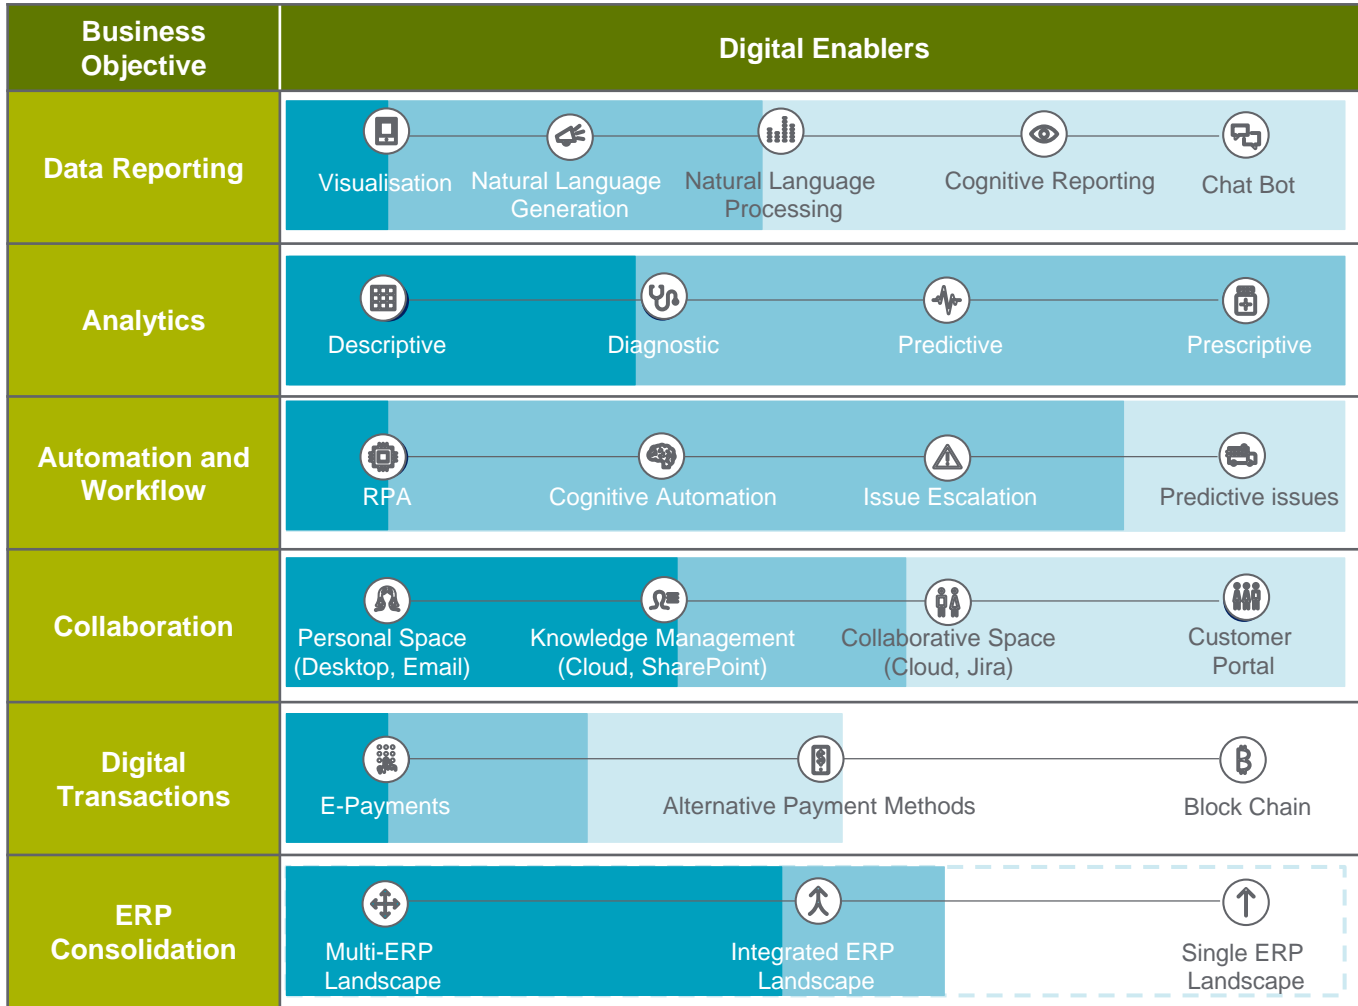 Business
Objective
Digital Enablers
Data Reporting
Visualisation
Natural Language
Generation
Natural Language
Processing
Cognitive Reporting
Chat Bot
Analytics
Descriptive
Diagnostic
Predictive
Prescriptive
Automation and
Workflow
RPA
Cognitive Automation
Issue Escalation
Predictive issues
Collaboration
Personal Space
(Desktop, Email)
Knowledge Management
(Cloud, SharePoint)
Collaborative Space
(Cloud, Jira)
Customer
Portal
Digital
Transactions
E-Payments
Alternative Payment Methods
Block Chain
ERP
Consolidation
Multi-ERP
Landscape
Integrated ERP
Landscape
Single ERP
Landscape